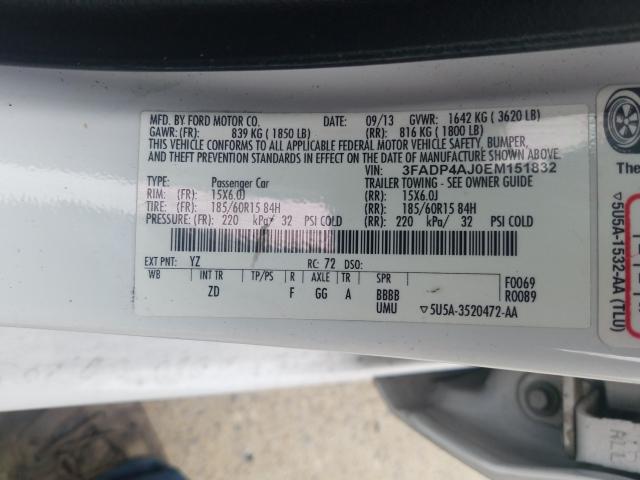 MFD. BY FORD MOTOR CO. DATE: 09/13 GVWR: 1642 KG ( 3620 LB)
GAWR: (FR): 839 KG ( 1850 LB) (RR): 816 KG ( 1800 LB)
THIS VEHICLE CONFORMS TO ALL APPLICABLE FEDERAL MOTOR VEHICLE SAFETY, BUMPER,
AND THEFT PREVENTION STANDARDS IN EFFECT ON THE DATE OF MANUFACTURE SHOWN ABOVE.
VIN: 3FADP4AJ0EM151832
TYPE: Passenger Car TRAILER TOWING - SEE OWNER GUIDE
RIM: (FR): 15X6.0J (RR): 15X6.0J
TIRE: (FR): 185/60R15 84H (RR): 185/60R15 84H
PRESSURE: (FR): 220 kPa/ 32 PSI COLD (RR): 220 kPa/ 32 PSI COLD
EXT PNT: YZ RC: 72 DSO:
WB INT TR TP/PS R AXLE TR SPR F0069
ZD F GG A BBBB R0089
UMU ▽5U5A-3520472-AA
The
▽5U5A-1532-AA (TLU)
ALL